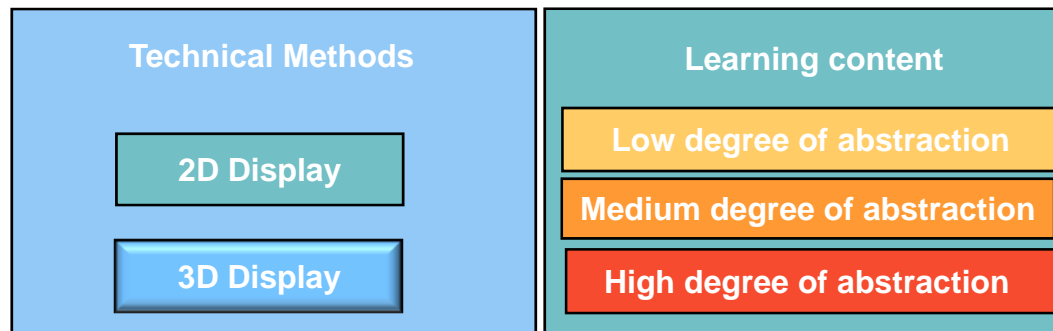 Technical Methods
2D Display
3D Display
Learning content
Low degree of abstraction
Medium degree of abstraction
High degree of abstraction